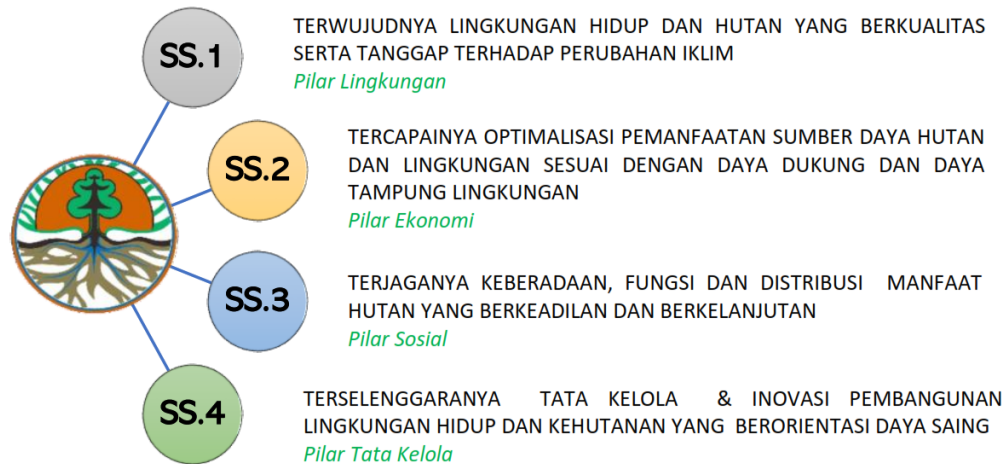 SS.1
TERWUJUDNYA LINGKUNGAN HIDUP DAN HUTAN YANG BERKUALITAS
SERTA TANGGAP TERHADAP PERUBAHAN IKLIM
Pilar Lingkungan
SS.2
TERCAPAINYA OPTIMALISASI PEMANFAATAN SUMBER DAYA HUTAN
DAN LINGKUNGAN SESUAI DENGAN DAYA DUKUNG DAN DAYA
TAMPUNG LINGKUNGAN
Pilar Ekonomi
SS.3
TERJAGANYA KEBERADAAN, FUNGSI DAN DISTRIBUSI MANFAAT
HUTAN YANG BERKEADILAN DAN BERKELANJUTAN
Pilar Sosial
SS.4
TERSELENGGARANYA TATA KELOLA & INOVASI PEMBANGUNAN
LINGKUNGAN HIDUP DAN KEHUTANAN YANG BERORIENTASI DAYA SAING
Pilar Tata Kelola